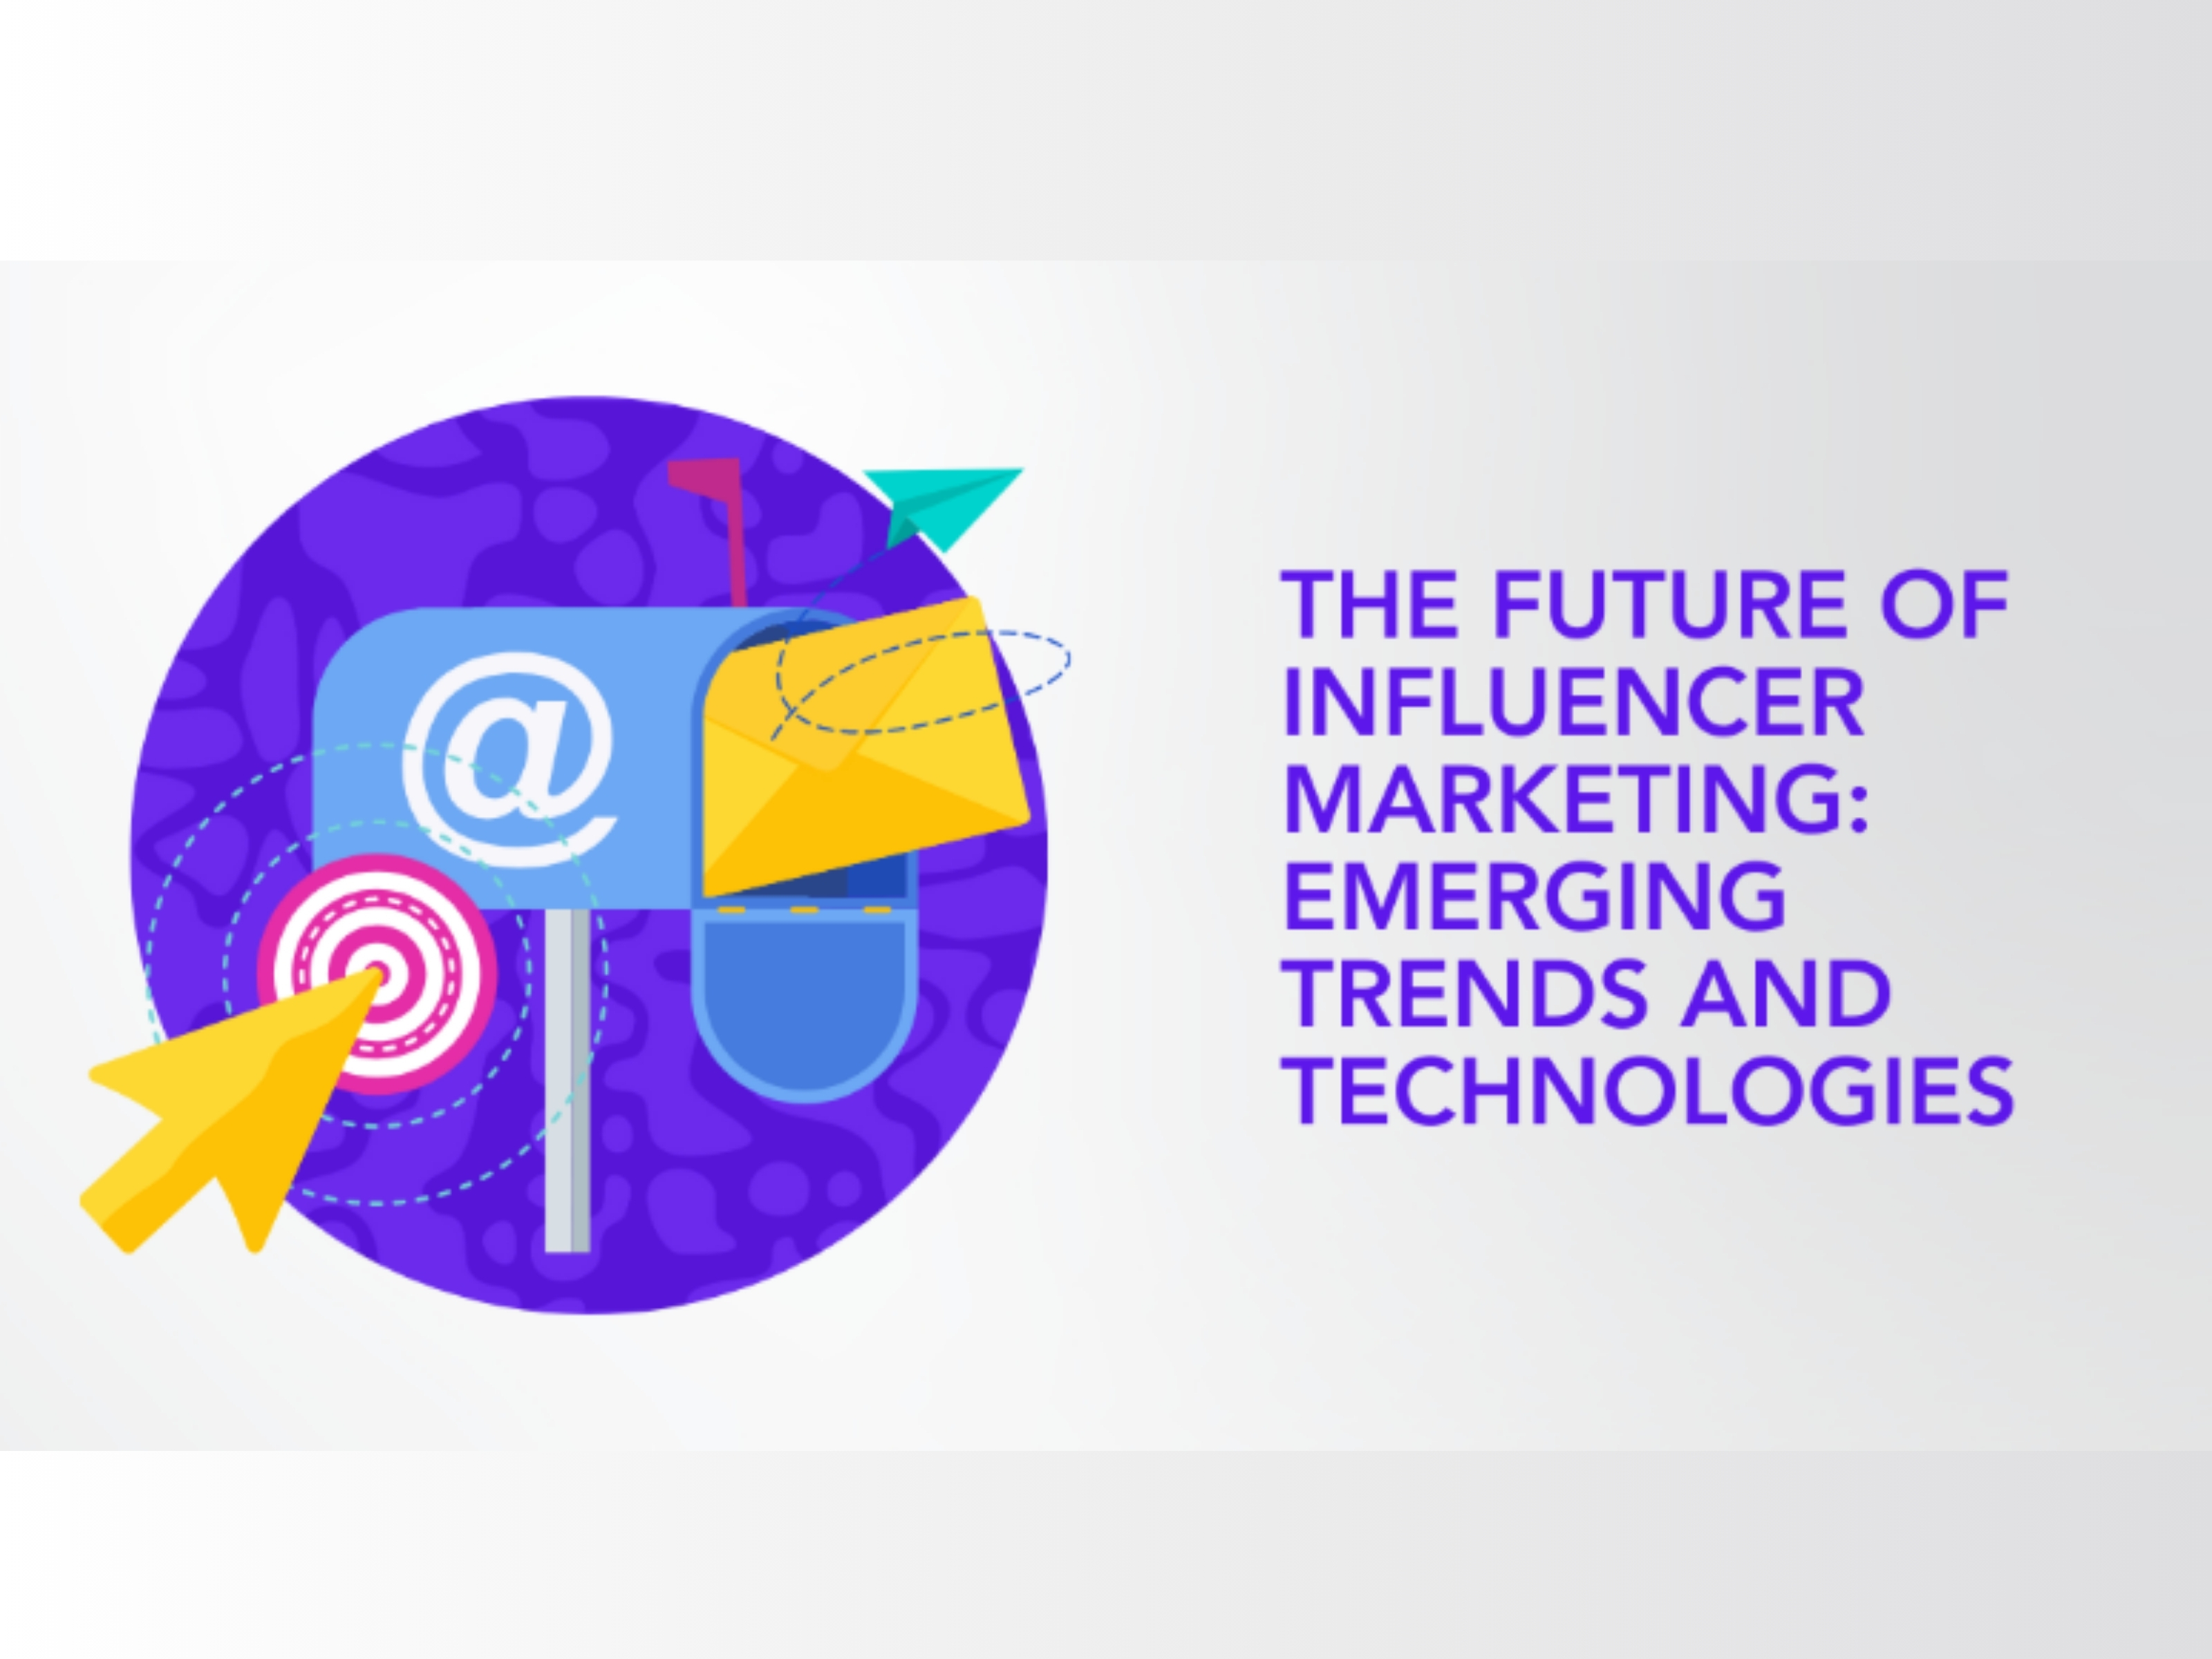 @
THE FUTURE OF
INFLUENCER
MARKETING:
EMERGING
TRENDS AND
TECHNOLOGIES